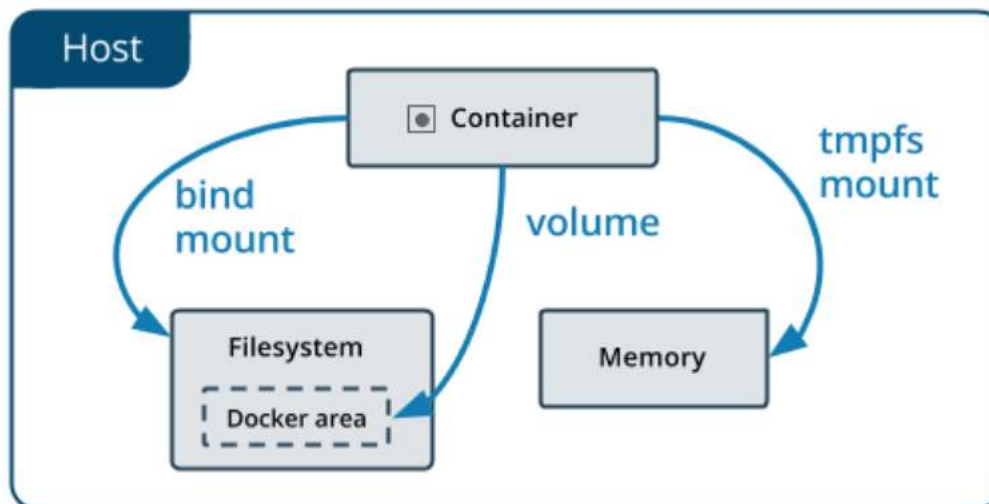 Host
Container
bind
mount
volume
tmpfs
mount
Filesystem
Docker area
Memory